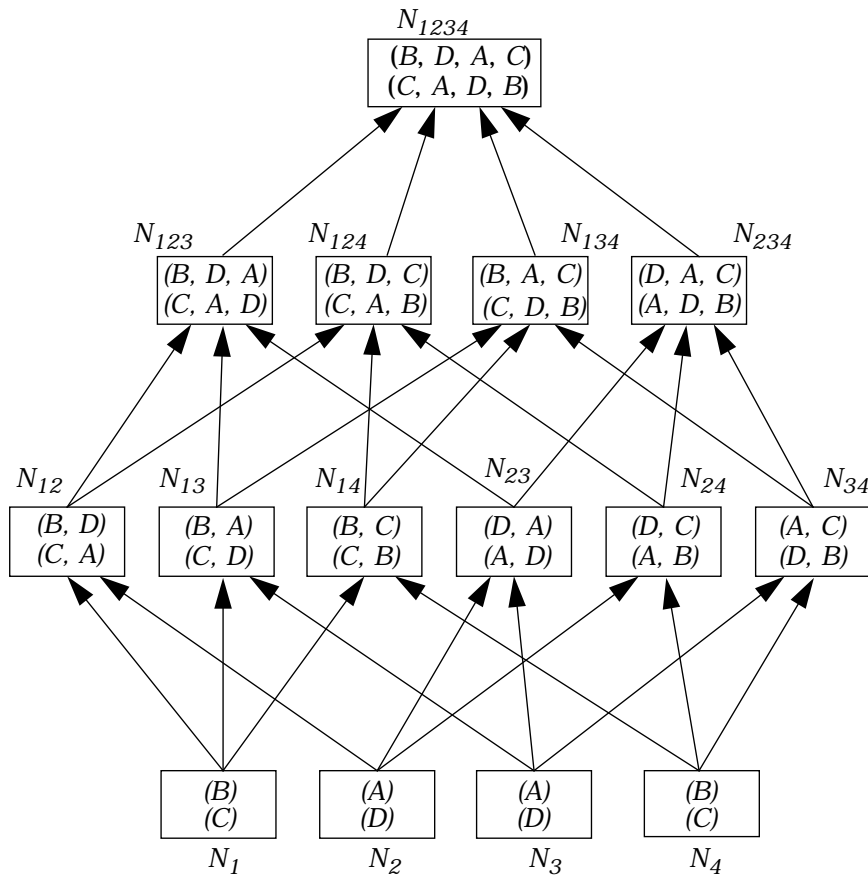 N1234
(B, D, A, C)
(C, A, D, B)
N123
N124
N134
N234
(B, D, A)
(C, A, D)
(B, D, C)
(C, A, B)
(B, A, C)
(C, D, B)
(D, A, C)
(A, D, B)
N12
N13
N14
N23
N24
N34
(B, D)
(C, A)
(B, A)
(C, D)
(B, C)
(C, B)
(D, A)
(A, D)
(D, C)
(A, B)
(A, C)
(D, B)
(B)
(C)
(A)
(D)
(A)
(D)
(B)
(C)
N1
N2
N3
N4